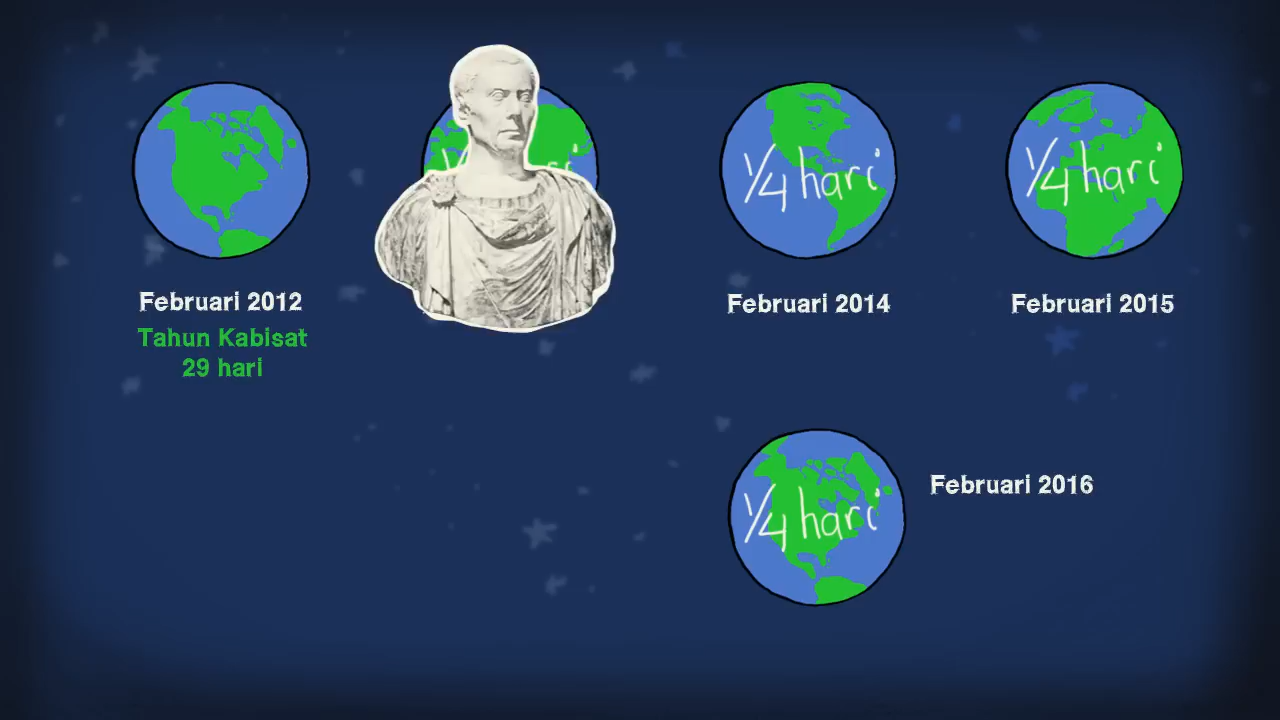 1/4 hari
1/4 hari
Februari 2012
Februari 2014
Februari 2015
Tahun Kabisat
29 hari
1/4 hari
Februari 2016